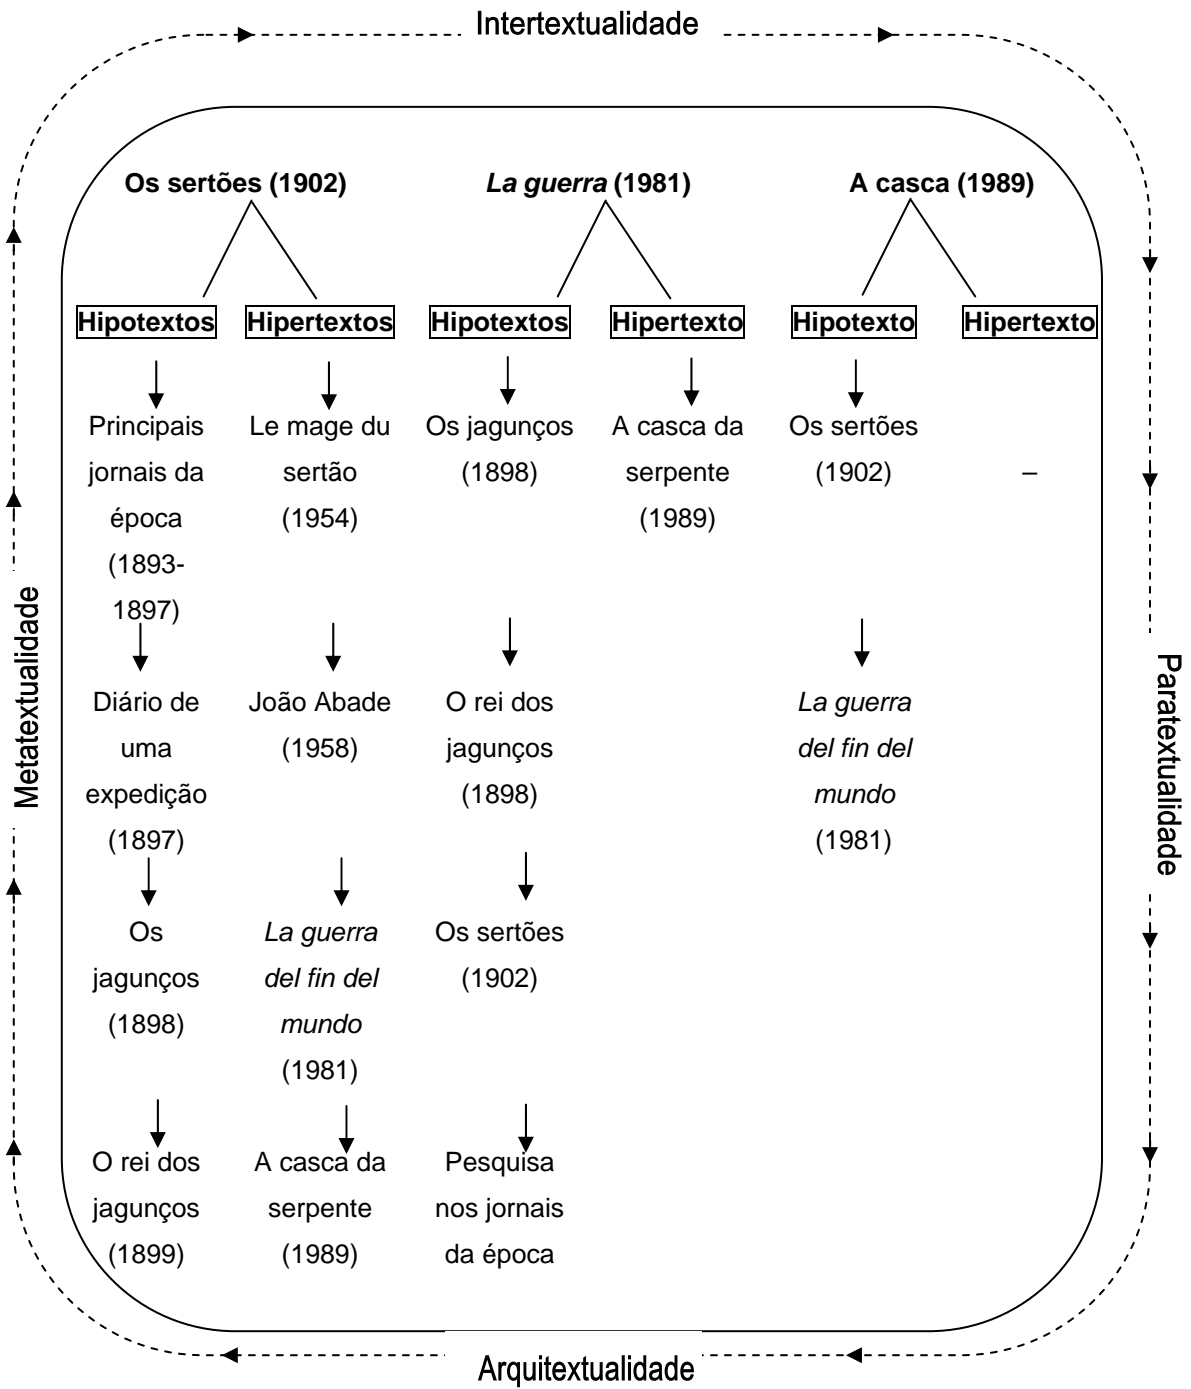 Intertextualidade
Os sertões (1902)
La guerra (1981)
A casca (1989)
Hipotextos
Hipertextos
Hipotextos
Hipertexto
Hipotexto
Hipertexto
Principais
jornais da
época
(1893-
1897)
Diário de
uma
expedição
(1897)
Os
jagunços
(1898)
O rei dos
jagunços
(1899)
Le mage du
sertão
(1954)
João Abade
(1958)
La guerra
del fin del
mundo
(1981)
A casca da
serpente
(1989)
Os jagunços
(1898)
O rei dos
jagunços
(1898)
Os sertões
(1902)
Pesquisa
nos jornais
da época
A casca da
serpente
(1989)
Os sertões
(1902)
La guerra
del fin del
mundo
(1981)
–
Metatextualidade
Paratextualidade
Arquitextualidade